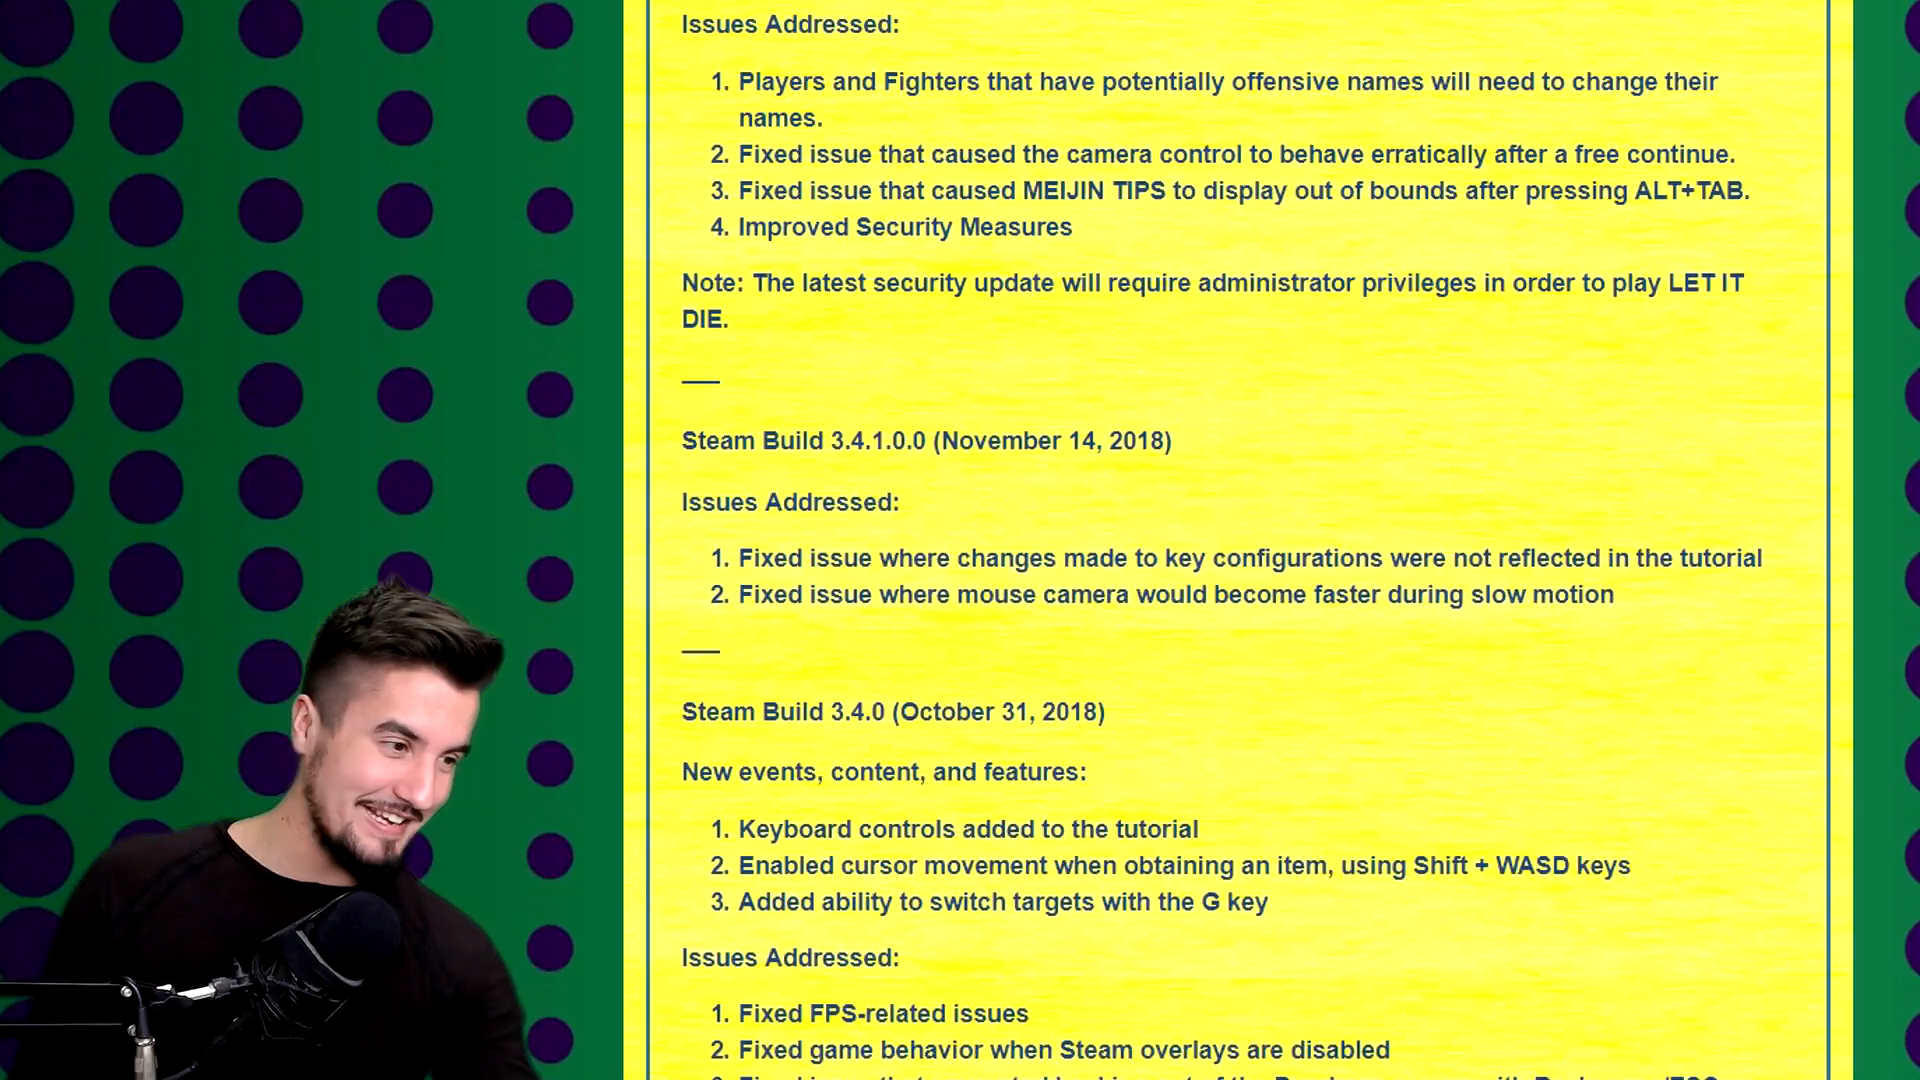 Issues Addressed:
1. Players and Fighters that have potentially offensive names will need to change their
names.
2. Fixed issue that caused the camera control to behave erratically after a free continue.
3. Fixed issue that caused MEIJIN TIPS to display out of bounds after pressing ALT+TAB.
4. Improved Security Measures
Note: The latest security update will require administrator privileges in order to play LET IT
DIE.
Steam Build 3.4.1.0.0 (November 14, 2018)
Issues Addressed:
1. Fixed issue where changes made to key configurations were not reflected in the tutorial
2. Fixed issue where mouse camera would become faster during slow motion
Steam Build 3.4.0 (October 31, 2018)
New events, content, and features:
1. Keyboard controls added to the tutorial
2. Enabled cursor movement when obtaining an item, using Shift + WASD keys
3. Added ability to switch targets with the G key
Issues Addressed:
1. Fixed FPS-related issues
2. Fixed game behavior when Steam overlays are disabled